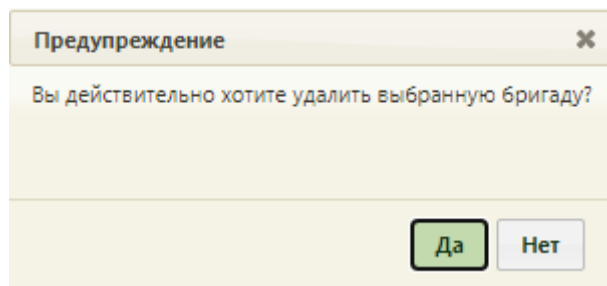 Предупреждение
Вы действительно хотите удалить выбранную бригаду?
Да Нет